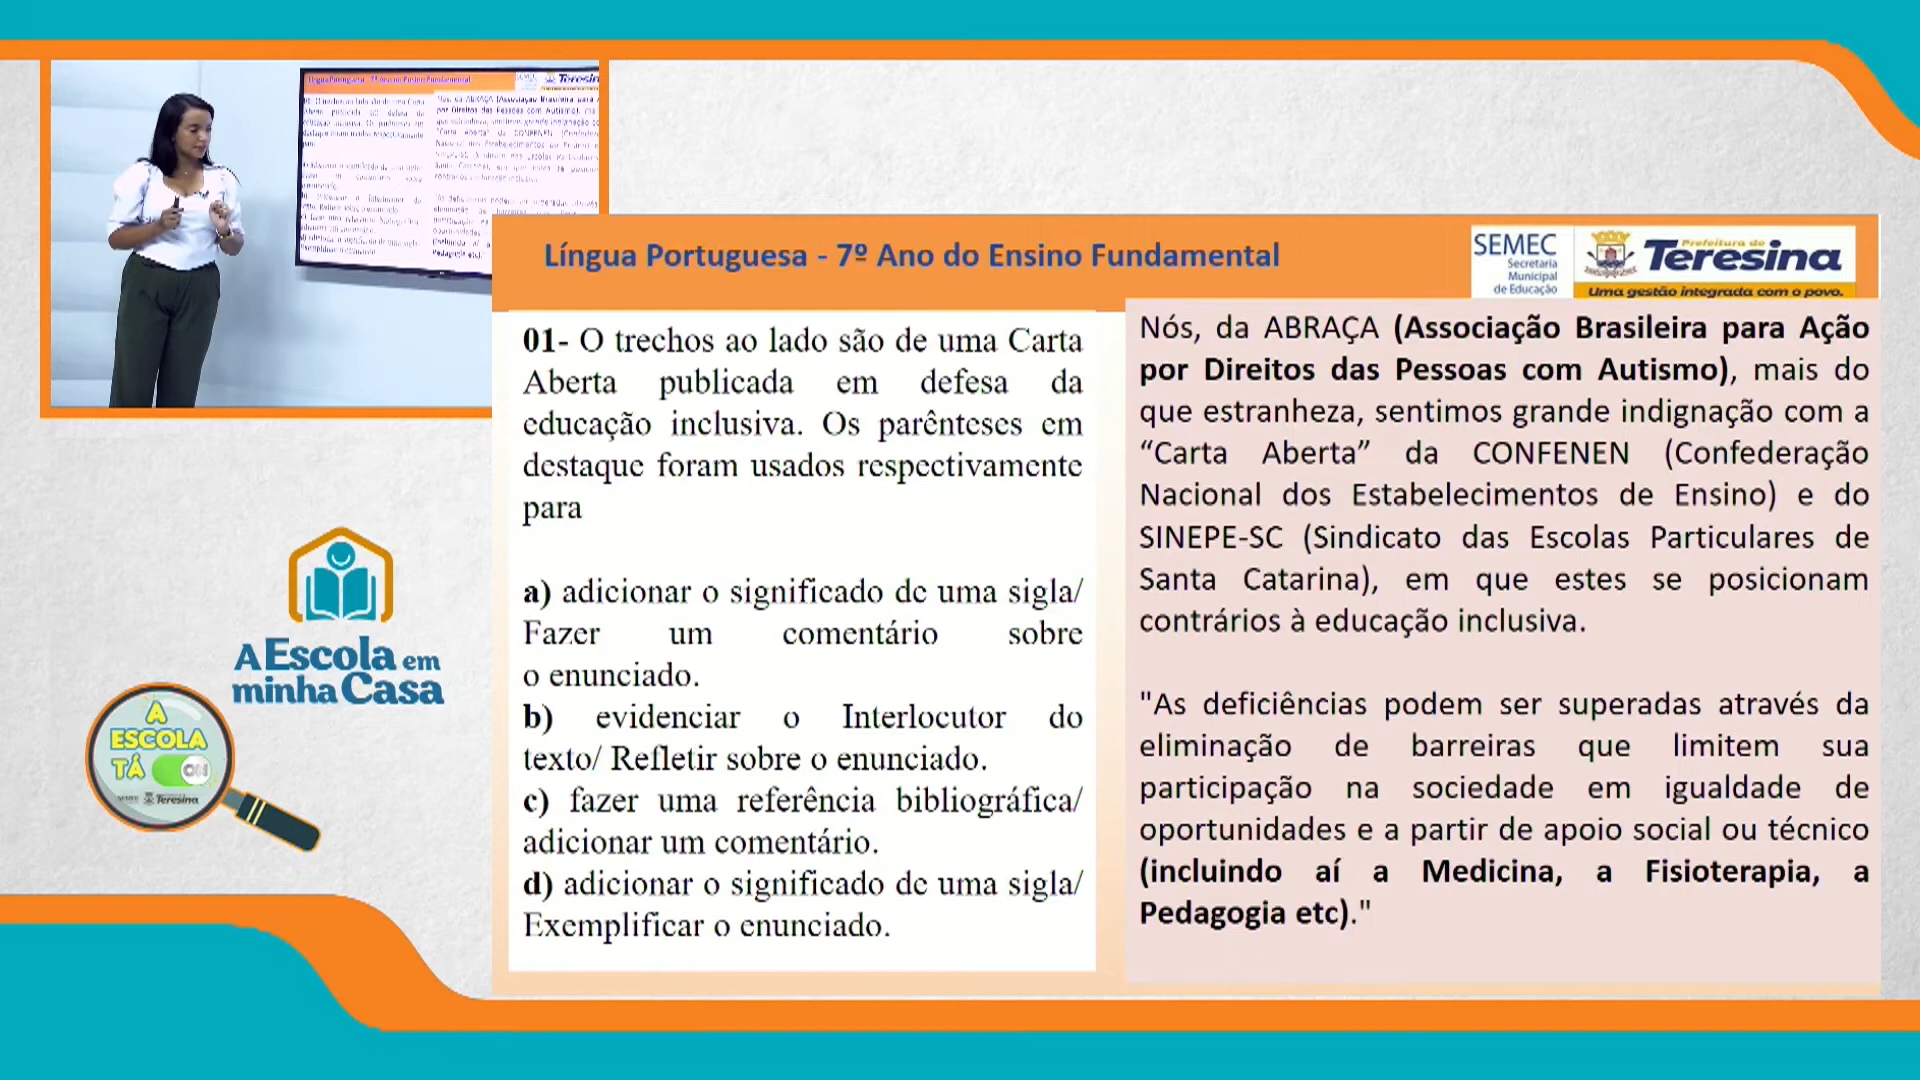 Língua Portuguesa - 7º Ano do Ensino Fundamental
SEMEC
Secretaria
Municipal
de Educação
Prefeitura de
Teresina
Uma gestão integrada com o povo.
01- O trechos ao lado são de uma Carta
Aberta publicada em defesa da
educação inclusiva. Os parênteses em
destaque foram usados respectivamente
para
a) adicionar o significado de uma sigla/
Fazer um comentário sobre
o enunciado.
b) evidenciar o Interlocutor do
texto/ Refletir sobre o enunciado.
c) fazer uma referência bibliográfica/
adicionar um comentário.
d) adicionar o significado de uma sigla/
Exemplificar o enunciado.
Nós, da ABRAÇA (Associação Brasileira para Ação
por Direitos das Pessoas com Autismo), mais do
que estranheza, sentimos grande indignação com a
“Carta Aberta” da CONFENEN (Confederação
Nacional dos Estabelecimentos de Ensino) e do
SINEPE-SC (Sindicato das Escolas Particulares de
Santa Catarina), em que estes se posicionam
contrários à educação inclusiva.
"As deficiências podem ser superadas através da
eliminação de barreiras que limitem sua
participação na sociedade em igualdade de
oportunidades e a partir de apoio social ou técnico
(incluindo aí a Medicina, a Fisioterapia, a
Pedagogia etc)."
A Escola em
minha Casa
A
ESCOLA
TÁ ON
SEMEC Teresina